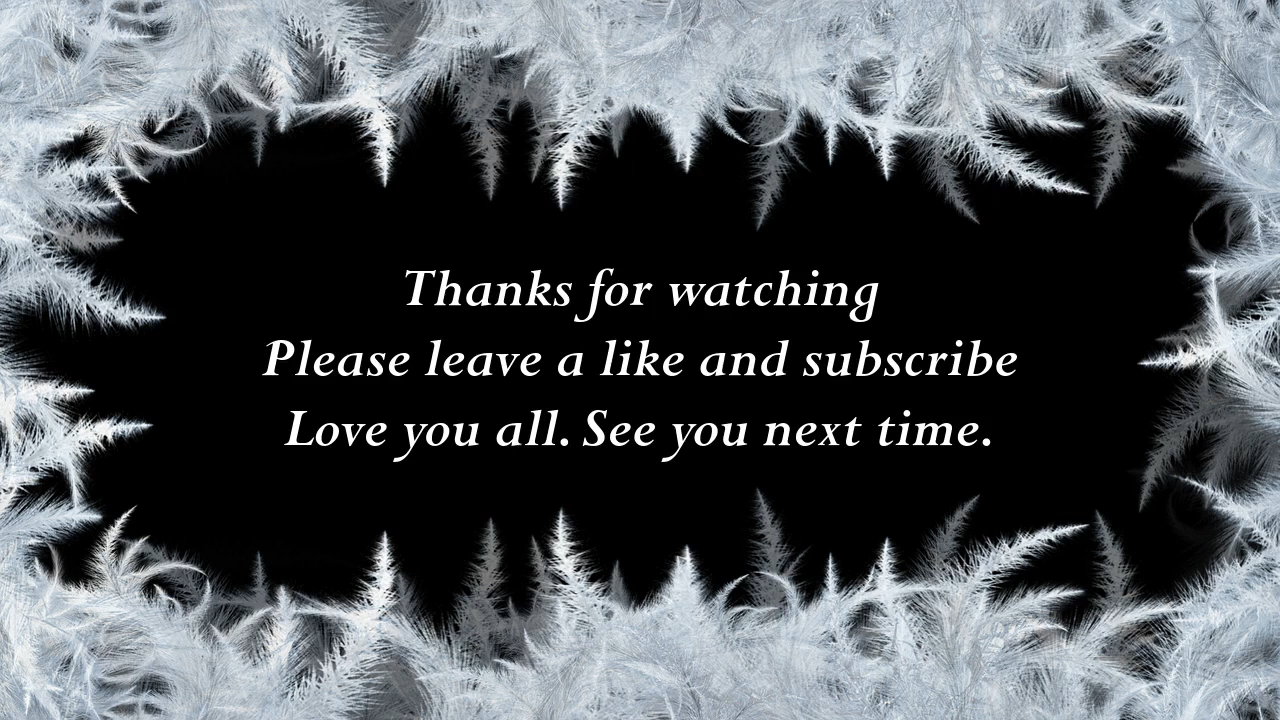 Thanks for watching
Please leave a like and subscribe
Love you all. See you next time.